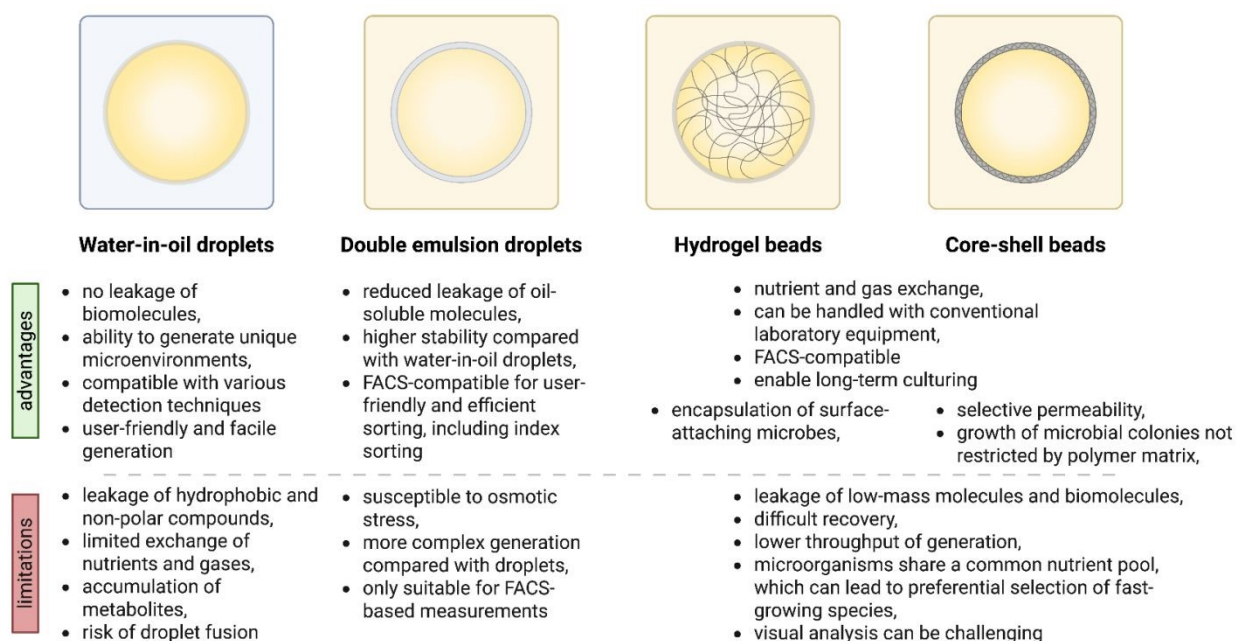 Water-in-oil droplets
Double emulsion droplets
Hydrogel beads
Core-shell beads
advantages
• no leakage of
biomolecules,
• ability to generate unique
microenvironments,
• compatible with various
detection techniques
• user-friendly and facile
generation
• reduced leakage of oil-
soluble molecules,
• higher stability compared
with water-in-oil droplets,
• FACS-compatible for user-
friendly and efficient
sorting, including index
sorting
• nutrient and gas exchange,
• can be handled with conventional
laboratory equipment,
• FACS-compatible
• enable long-term culturing
• encapsulation of surface-
attaching microbes,
• selective permeability,
• growth of microbial colonies not
restricted by polymer matrix,
limitations
• leakage of hydrophobic and
non-polar compounds,
• limited exchange of
nutrients and gases,
• accumulation of
metabolites,
• risk of droplet fusion
• susceptible to osmotic
stress,
• more complex generation
compared with droplets,
• only suitable for FACS-
based measurements
• leakage of low-mass molecules and biomolecules,
• difficult recovery,
• lower throughput of generation,
• microorganisms share a common nutrient pool,
which can lead to preferential selection of fast-
growing species,
• visual analysis can be challenging